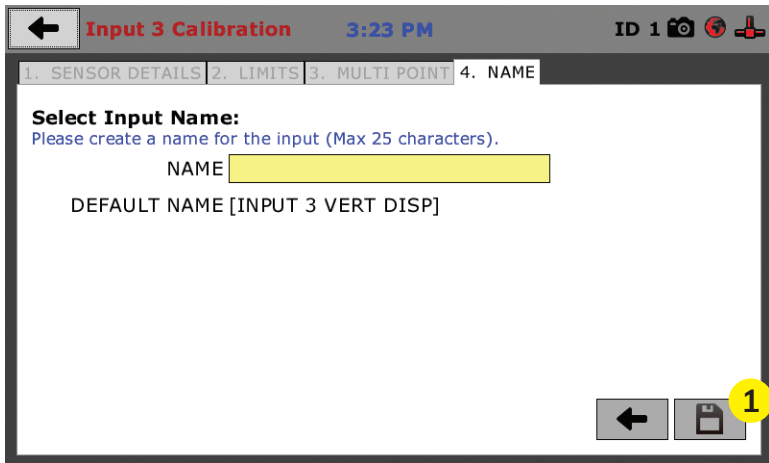 Input 3 Calibration 3:23 PM ID 1
1. SENSOR DETAILS 2. LIMITS 3. MULTI POINT 4. NAME
Select Input Name:
Please create a name for the input (Max 25 characters).
NAME
DEFAULT NAME [INPUT 3 VERT DISP]
1